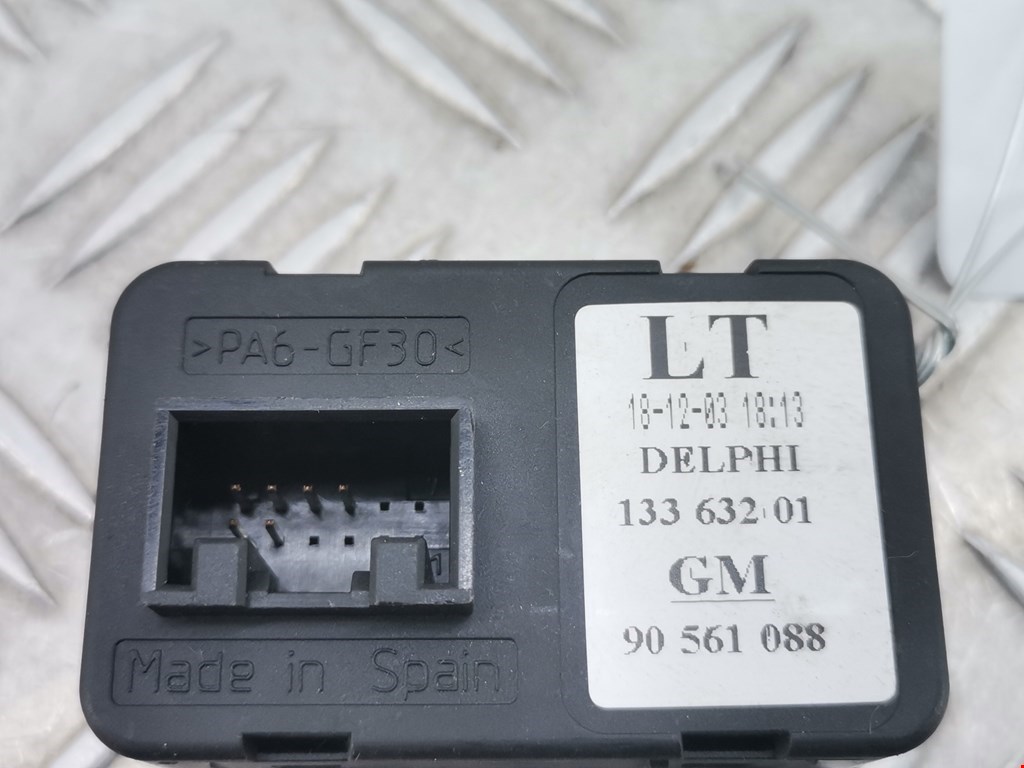 >PA6-GF30<
Made in Spain
LT
18-12-03 18:13
DELPHI
133 632 01
GM
90 561 088